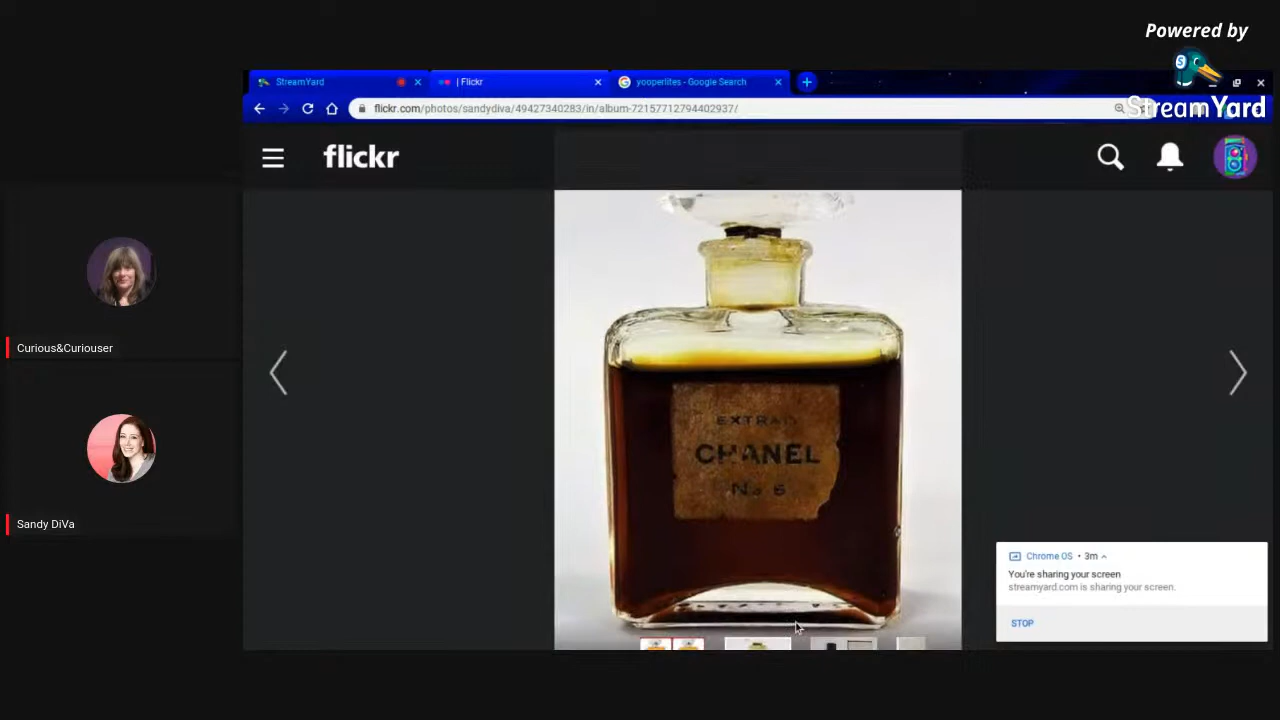 Powered by
StreamYard
StreamYard
| Flickr
yooperlites - Google Search
flickr.com/photos/sandydiva/49427340283/in/album-72157712794402937/
flickr
EXTRAIT
CHANEL
No 6
Curious&Curiouser
Sandy DiVa
Chrome OS • 3m
You're sharing your screen
streamyard.com is sharing your screen.
STOP